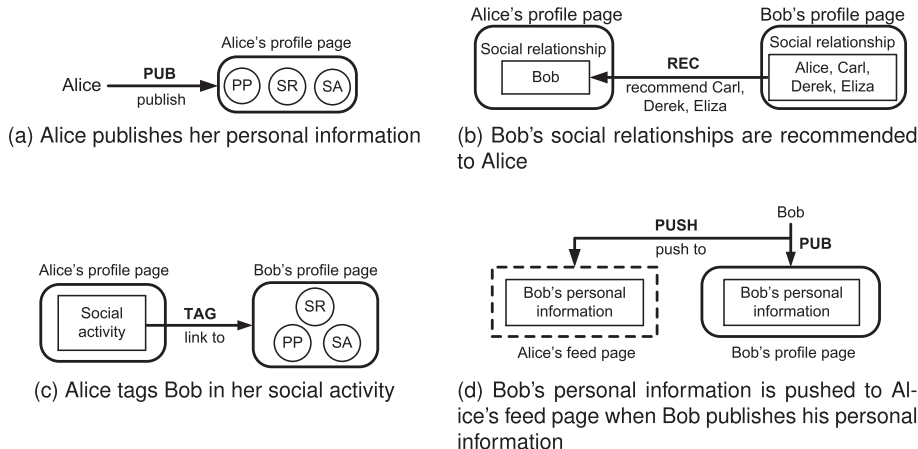 Alice's profile page
Alice
PUB
publish
PP
SR
SA
(a) Alice publishes her personal information
Alice's profile page
Bob's profile page
Social relationship
Bob
REC
recommend Carl,
Derek, Eliza
Social relationship
Alice, Carl,
Derek, Eliza
(b) Bob's social relationships are recommended
to Alice
Alice's profile page
Social
activity
TAG
link to
Bob's profile page
SR
PP
SA
(c) Alice tags Bob in her social activity
Bob
PUSH
push to
PUB
Bob's personal
information
Alice's feed page
Bob's personal
information
Bob's profile page
(d) Bob's personal information is pushed to Al-
ice's feed page when Bob publishes his personal
information